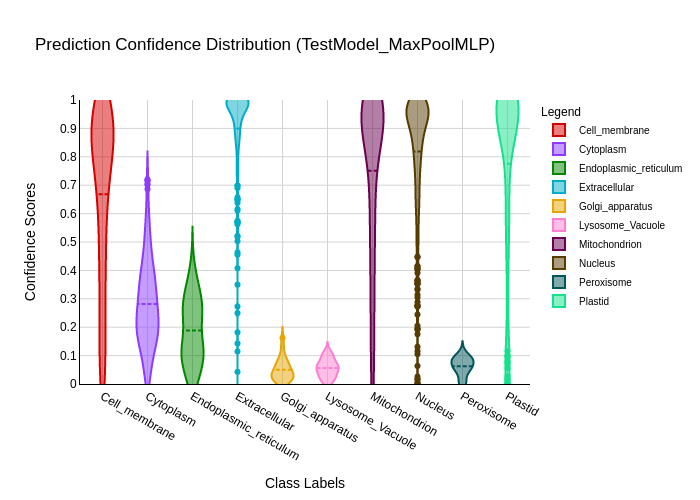 Prediction Confidence Distribution (TestModel_MaxPoolMLP)
Legend
Cell_membrane
Cytoplasm
Endoplasmic_reticulum
Extracellular
Golgi_apparatus
Lysosome_Vacuole
Mitochondrion
Nucleus
Peroxisome
Plastid
Confidence Scores
1
0.9
0.8
0.7
0.6
0.5
0.4
0.3
0.2
0.1
0
Cell_membrane
Cytoplasm
Endoplasmic_reticulum
Extracellular
Golgi_apparatus
Lysosome_Vacuole
Mitochondrion
Nucleus
Peroxisome
Plastid
Class Labels